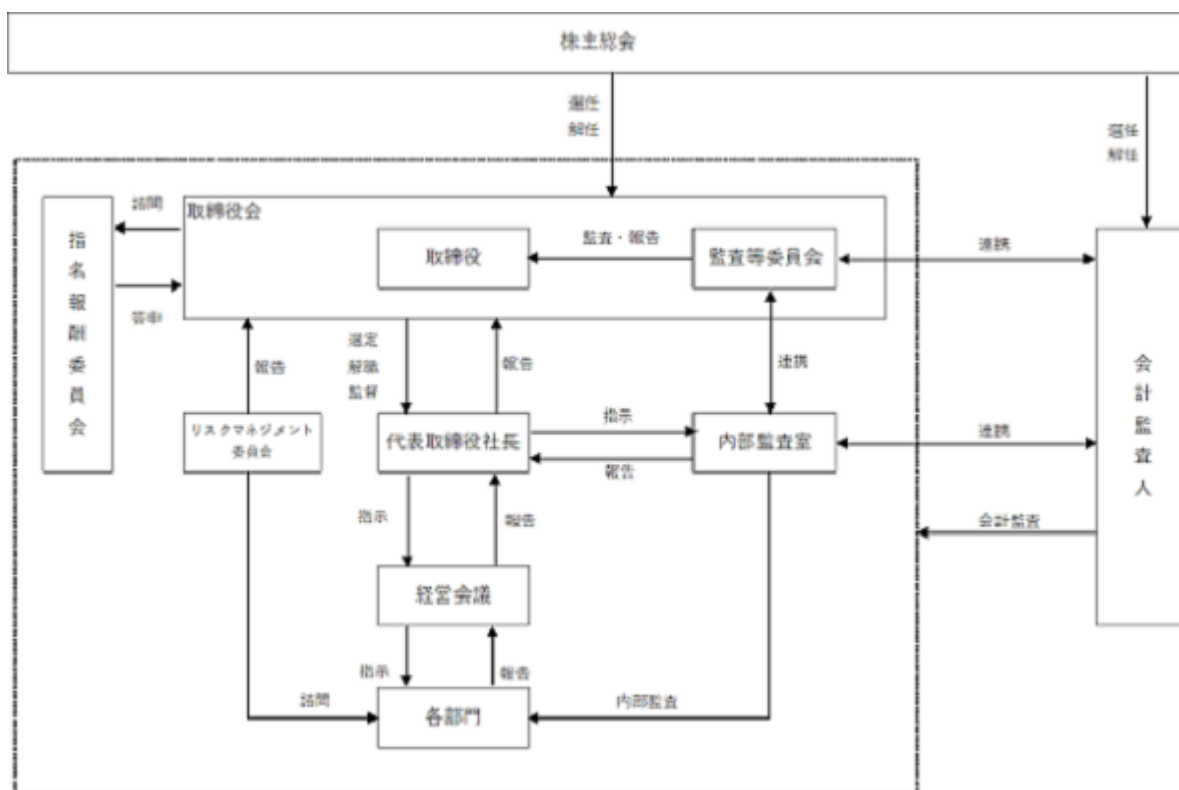 株主総会
選任
解任
選任
解任
諮問
取締役会
指名報酬委員会
取締役
監査・報告
監査等委員会
連携
会計監査人
答申
報告
選定
解職
監督
報告
連携
リスクマネジメント
委員会
代表取締役社長
指示
報告
内部監査室
連携
指示
報告
会計監査
経営会議
指示
報告
諮問
各部門
内部監査